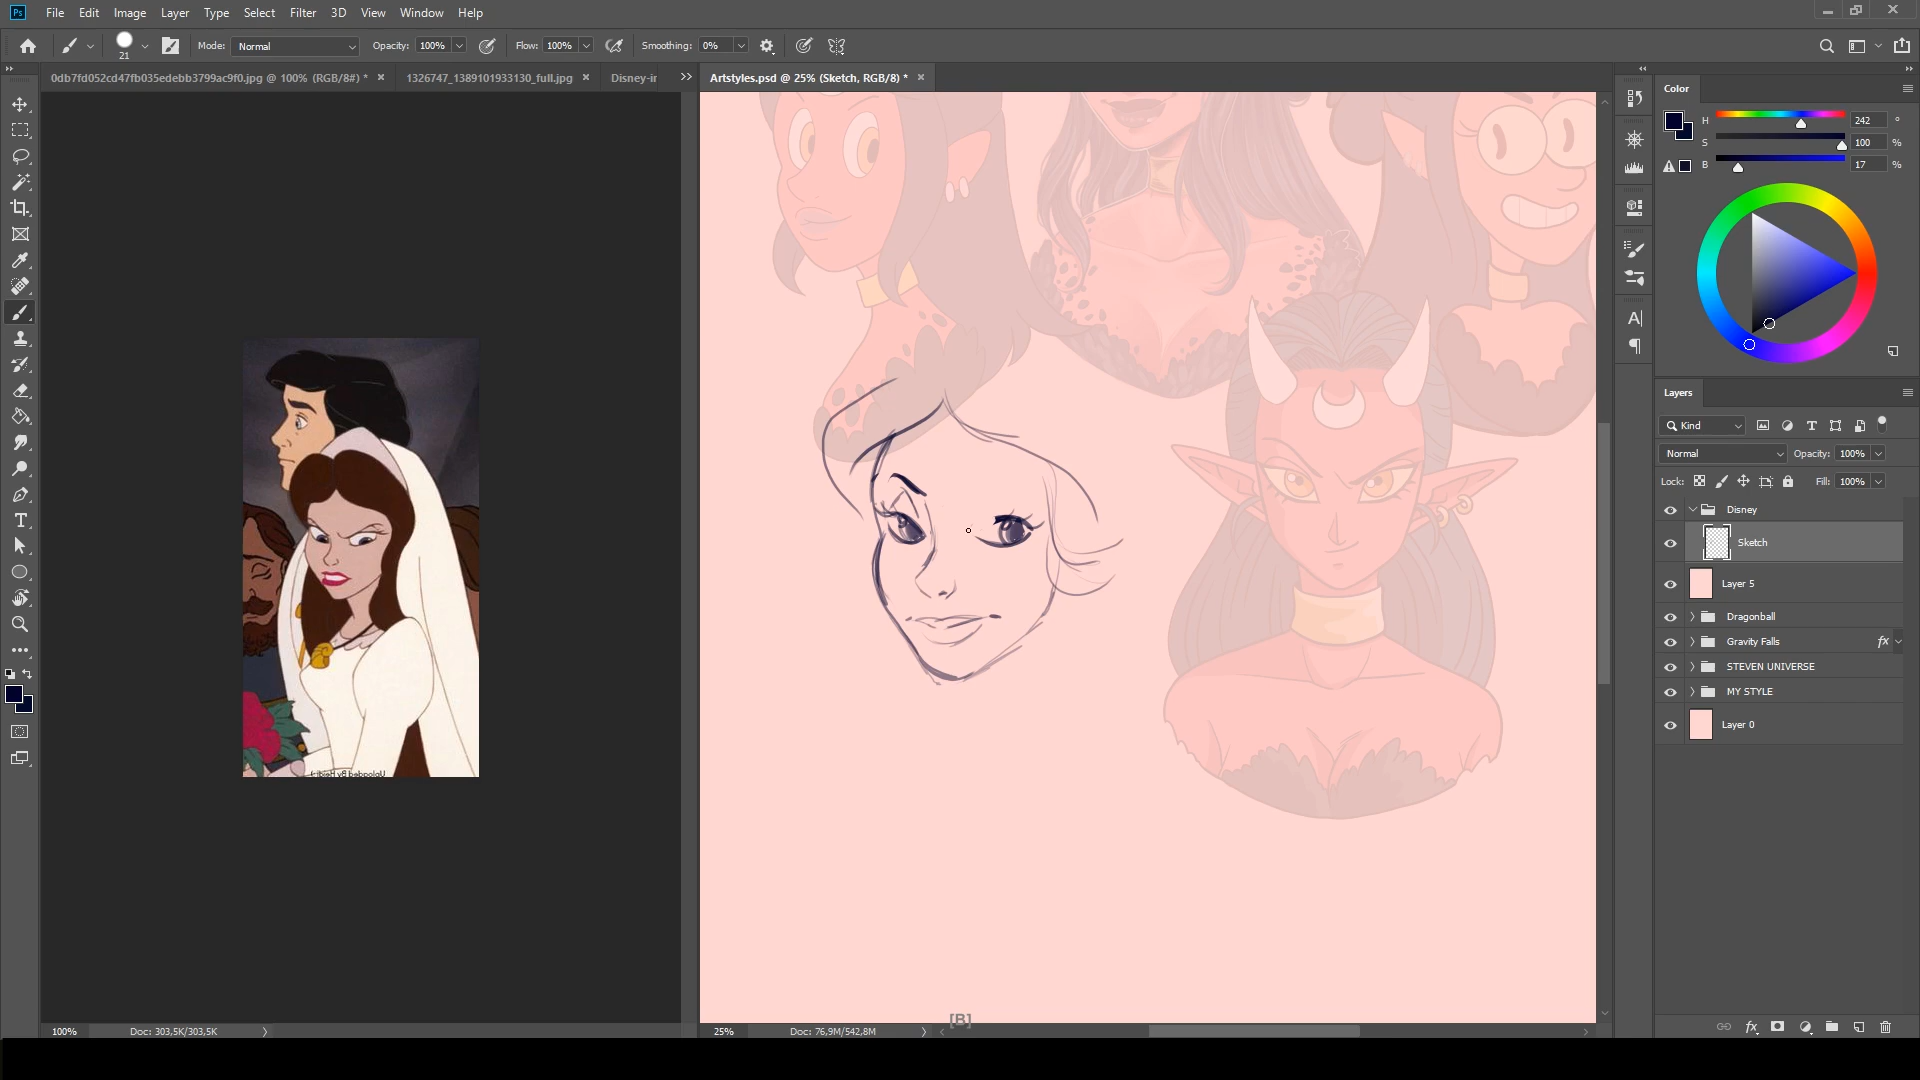 Ps File Edit Image Layer Type Select Filter 3D View Window Help
21 Mode: Normal Opacity: 100% Flow: 100% Smoothing: 0%
0db7fd052cd47fb035edebb3799ac9f0.jpg @ 100% (RGB/8#) * × 1326747_1389101933130_full.jpg × Disney-ir
Artstyles.psd @ 25% (Sketch, RGB/8) * ×
Color
H 242 °
S 100 %
B 17 %
Layers
Kind
Normal Opacity: 100%
Lock: Fill: 100%
Disney
Sketch
Layer 5
Dragonball
Gravity Falls fx
STEVEN UNIVERSE
MY STYLE
Layer 0
[B]
100% Doc: 303,5K/303,5K
25% Doc: 76,9M/542,8M
fx